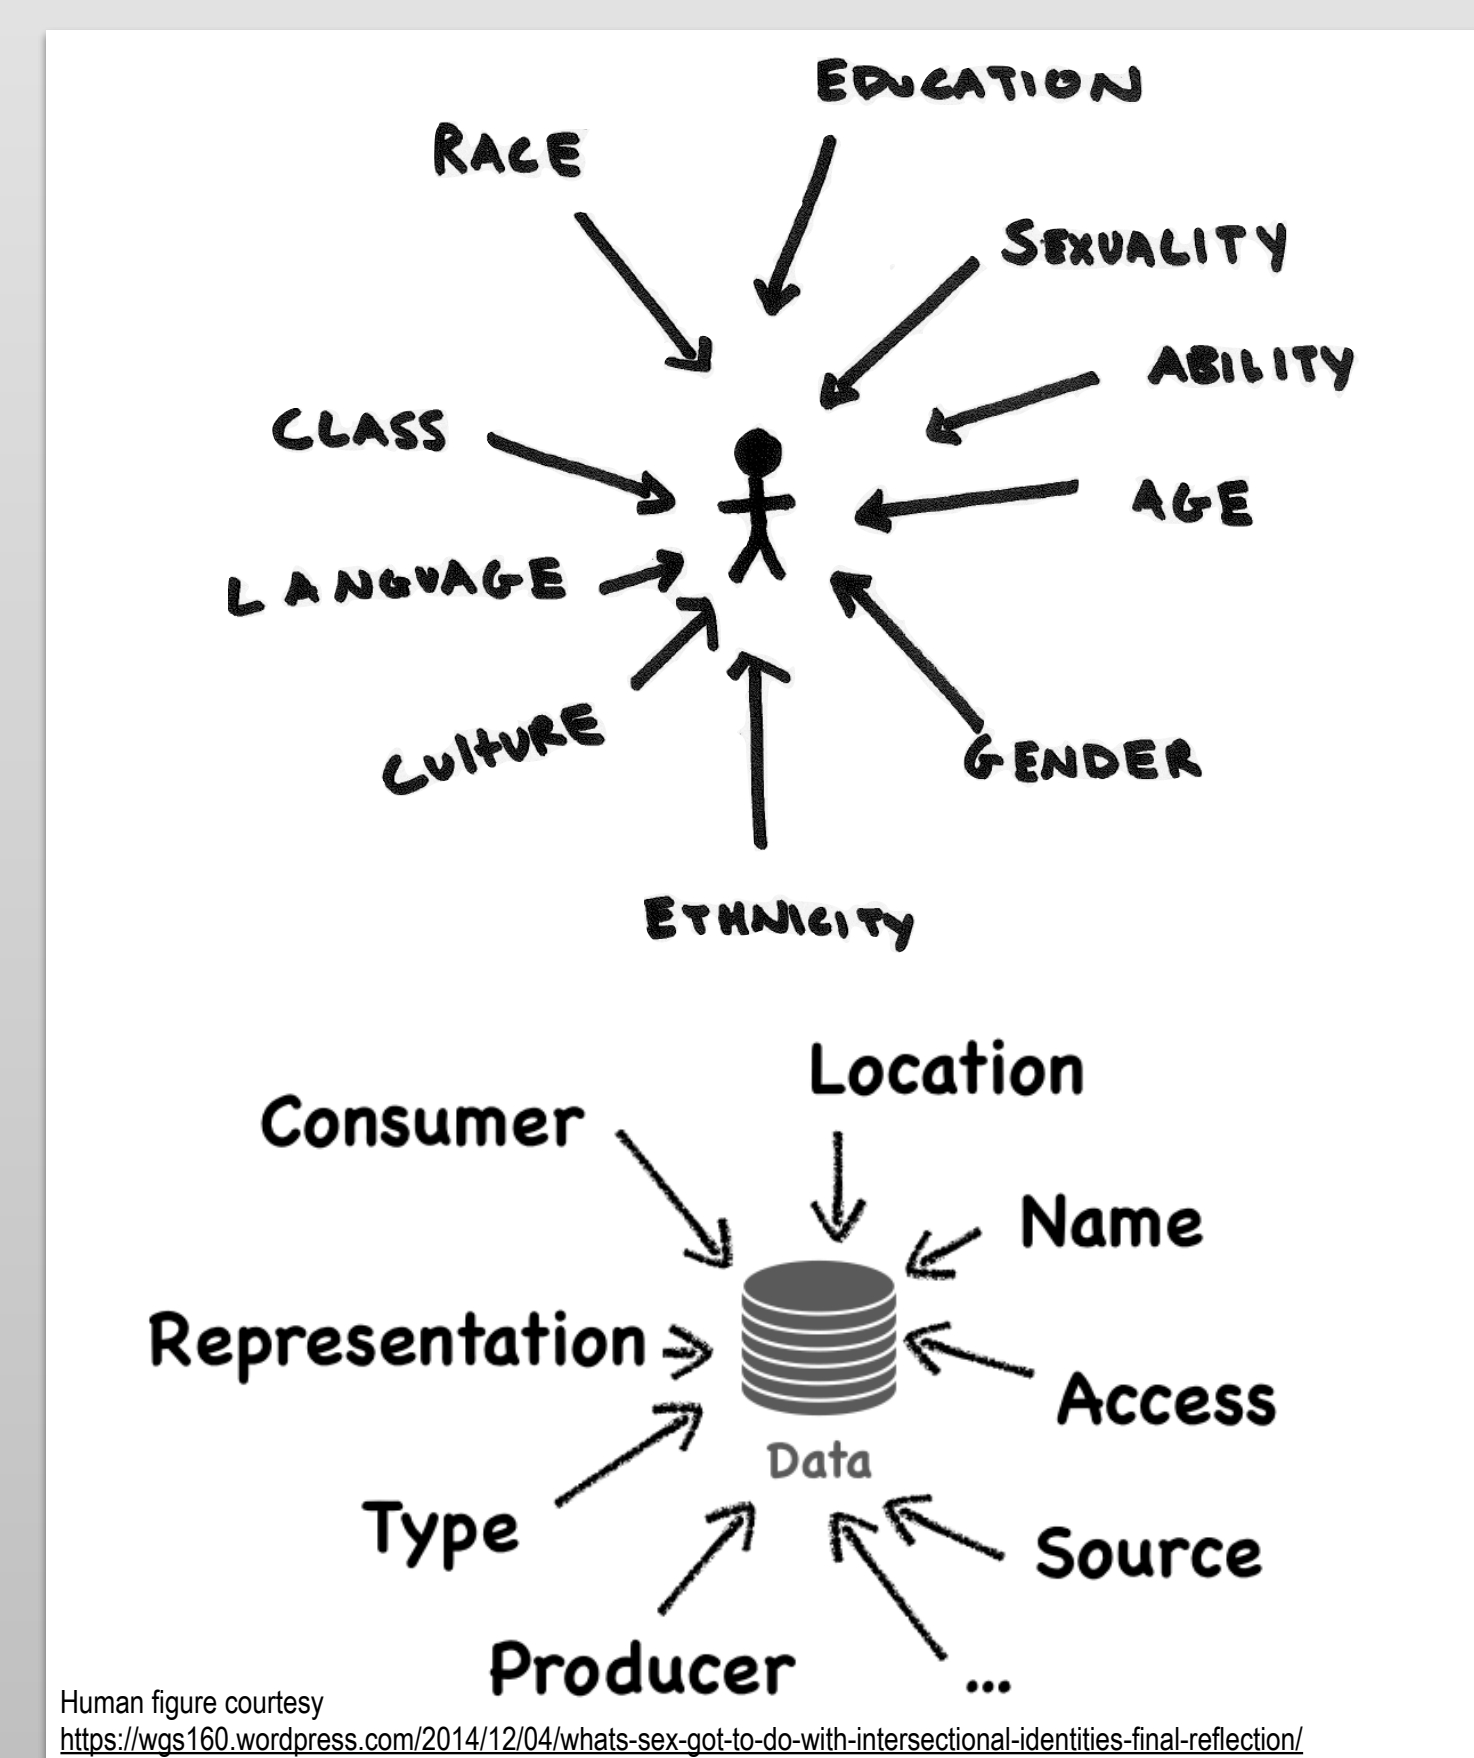 EDUCATION
RACE
SEXUALITY
ABILITY
CLASS
AGE
LANGUAGE
CUltURE
GENDER
ETHNICITY
Location
Consumer
Name
Representation
Access
Data
Type
Source
Producer
...
Human figure courtesy
https://wgs160.wordpress.com/2014/12/04/whats-sex-got-to-do-with-intersectional-identities-final-reflection/